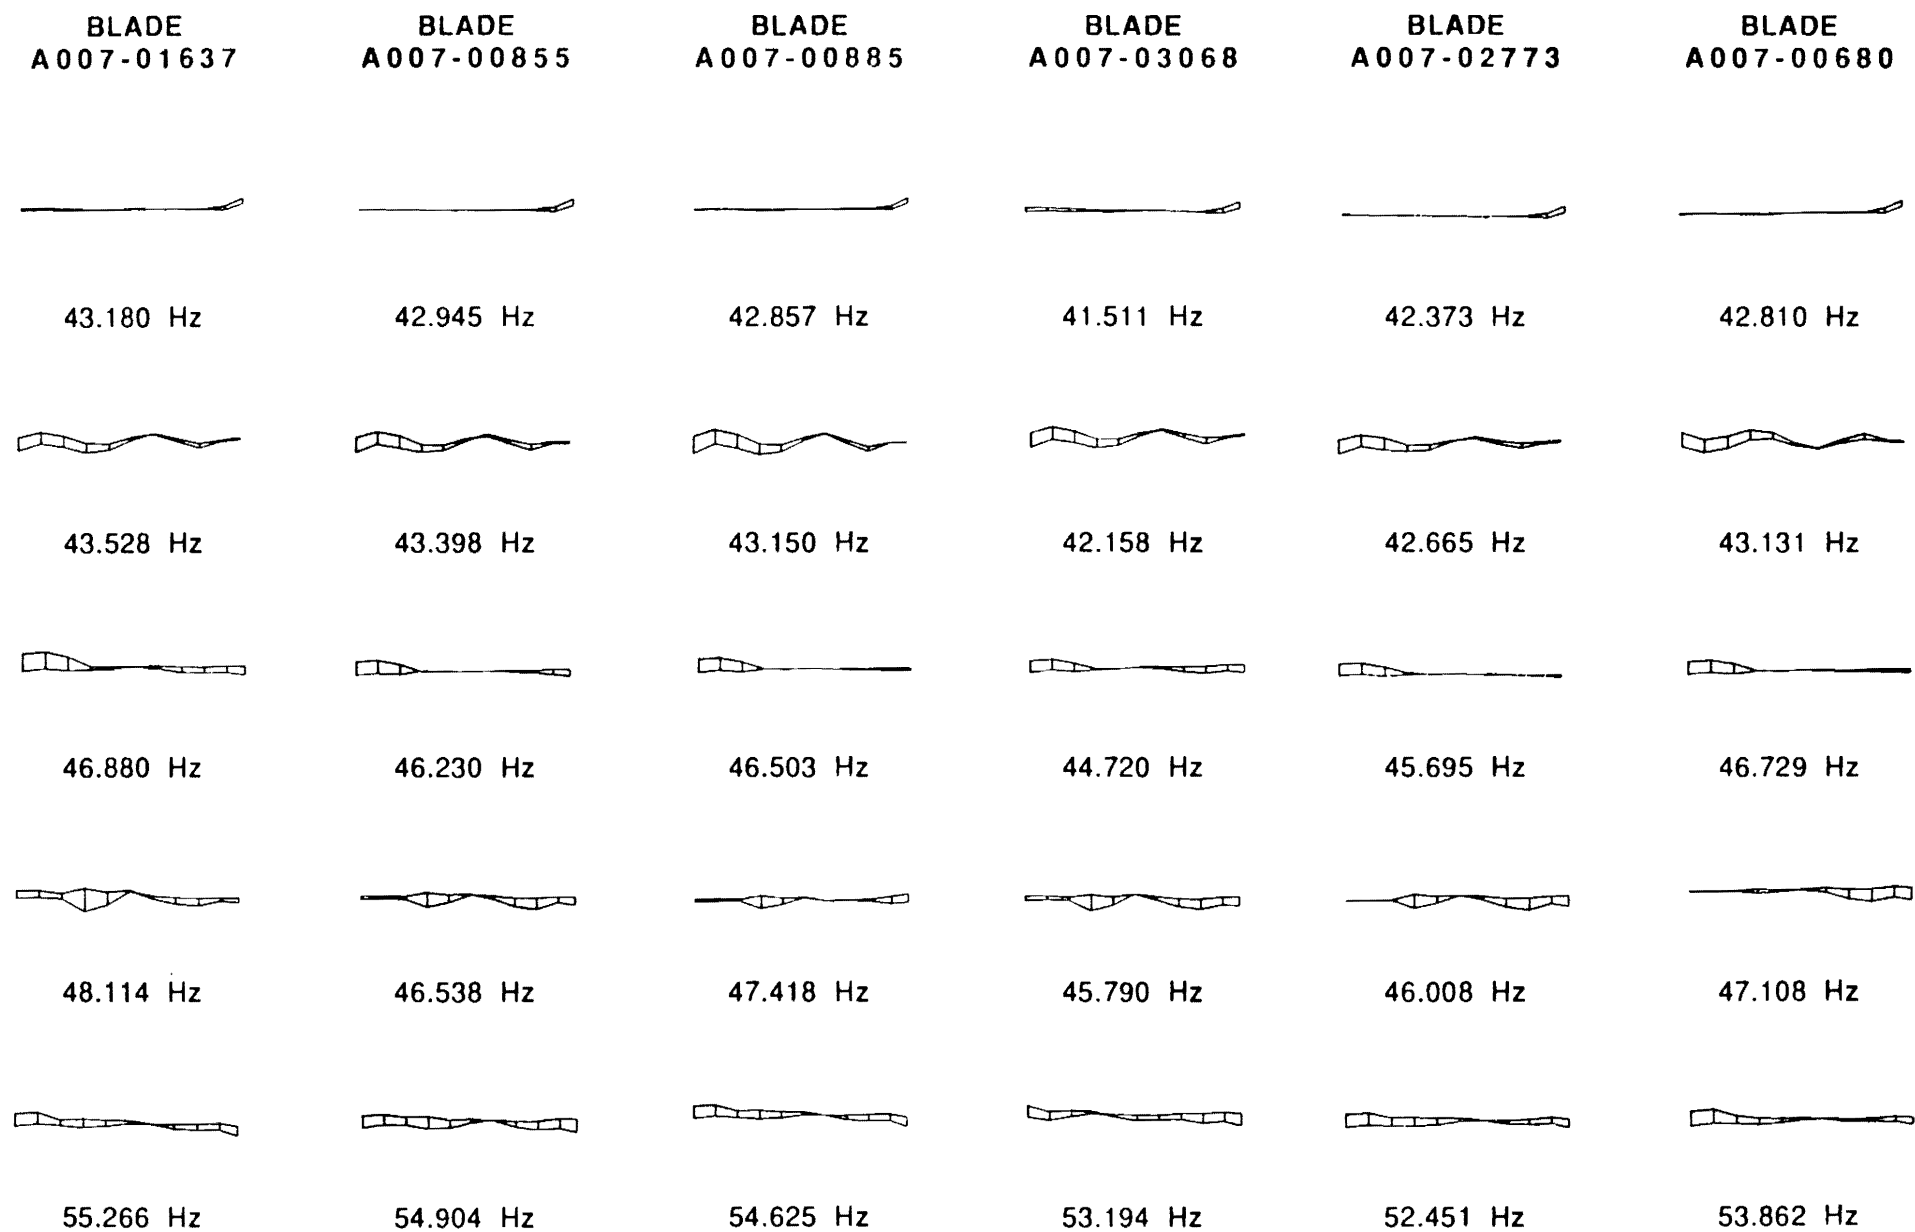 BLADE BLADE BLADE BLADE BLADE BLADE
A007-01637 A007-00855 A007-00885 A007-03068 A007-02773 A007-00680
43.180 Hz 42.945 Hz 42.857 Hz 41.511 Hz 42.373 Hz 42.810 Hz
43.528 Hz 43.398 Hz 43.150 Hz 42.158 Hz 42.665 Hz 43.131 Hz
46.880 Hz 46.230 Hz 46.503 Hz 44.720 Hz 45.695 Hz 46.729 Hz
48.114 Hz 46.538 Hz 47.418 Hz 45.790 Hz 46.008 Hz 47.108 Hz
55.266 Hz 54.904 Hz 54.625 Hz 53.194 Hz 52.451 Hz 53.862 Hz